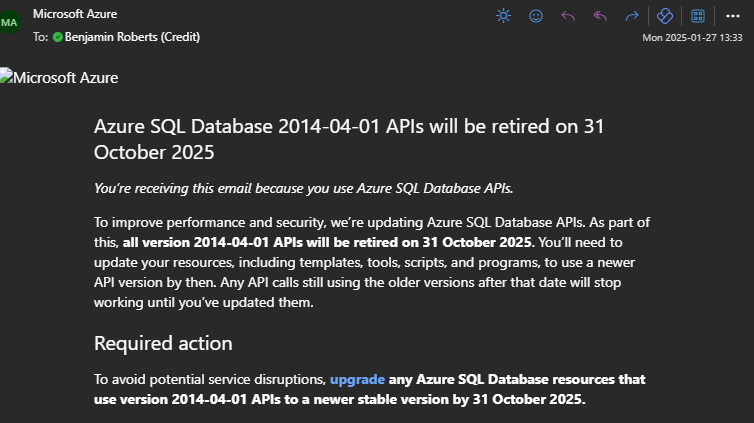 Microsoft Azure
MA
To: Benjamin Roberts (Credit)
Mon 2025-01-27 13:33
Microsoft Azure
Azure SQL Database 2014-04-01 APIs will be retired on 31
October 2025
You're receiving this email because you use Azure SQL Database APIs.
To improve performance and security, we're updating Azure SQL Database APIs. As part of
this, all version 2014-04-01 APIs will be retired on 31 October 2025. You'll need to
update your resources, including templates, tools, scripts, and programs, to use a newer
API version by then. Any API calls still using the older versions after that date will stop
working until you've updated them.
Required action
To avoid potential service disruptions, upgrade any Azure SQL Database resources that
use version 2014-04-01 APIs to a newer stable version by 31 October 2025.